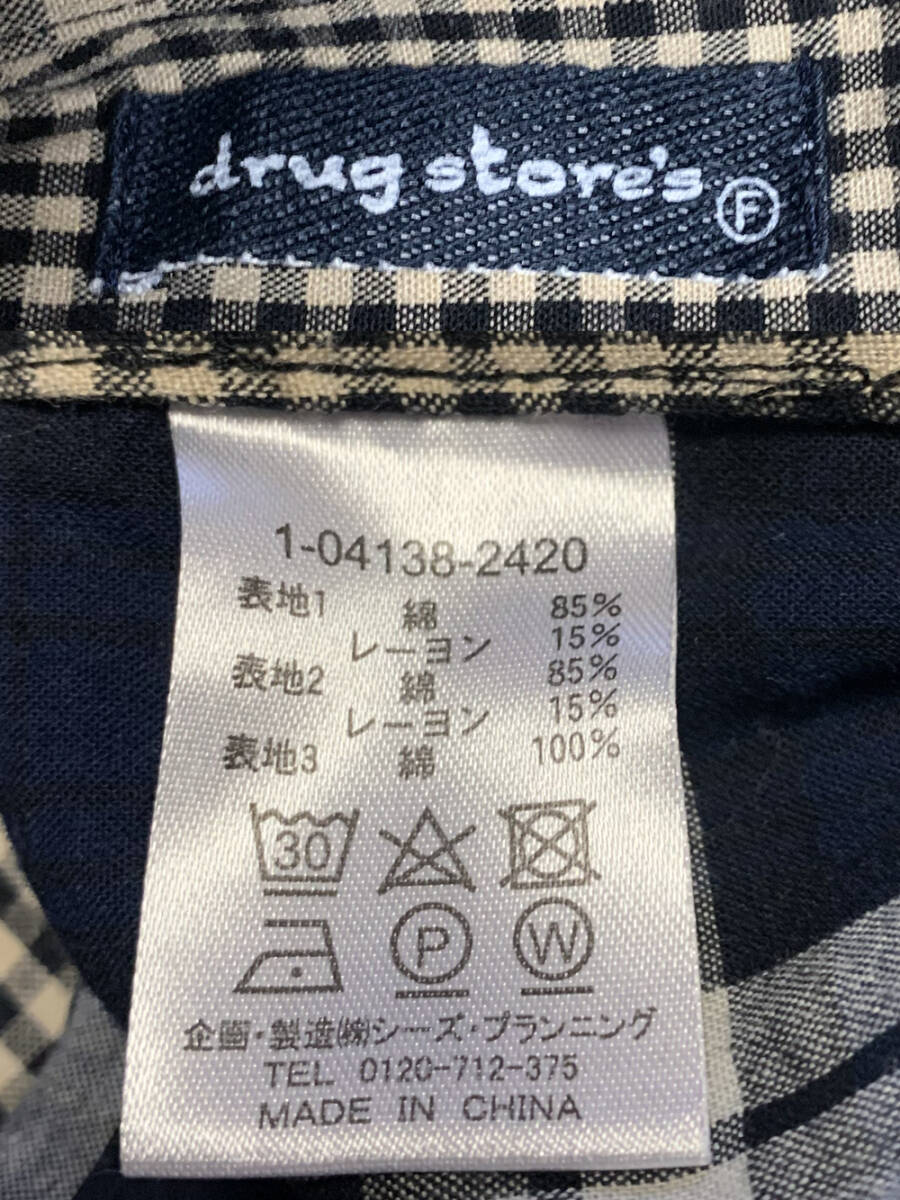 drug store's
F
1-04138-2420
表地1 綿 85%
レーヨン 15%
表地2 綿 85%
レーヨン 15%
表地3 綿 100%
30
P W
企画・製造㈱シーズ・プランニング
TEL 0120-712-375
MADE IN CHINA